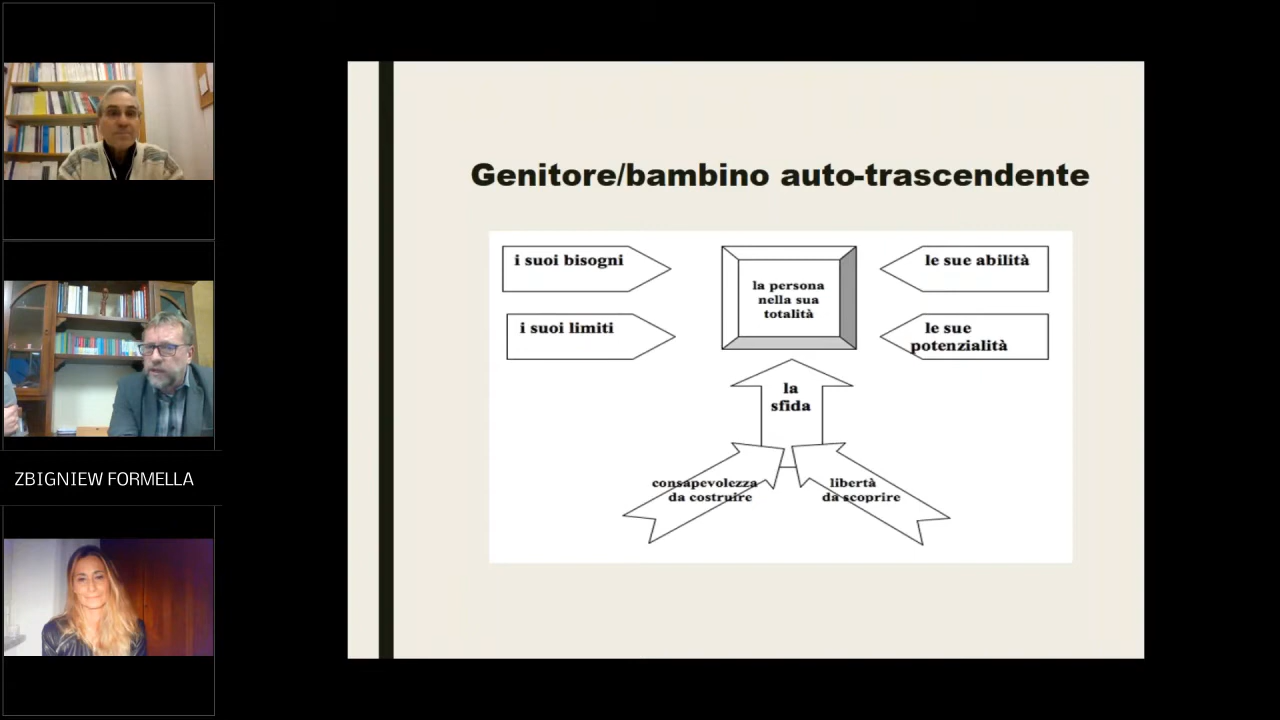 Genitore/bambino auto-trascendente
i suoi bisogni
i suoi limiti
la persona
nella sua
totalità
le sue abilità
le sue
potenzialità
la
sfida
consapevolezza
da costruire
libertà
da scoprire
ZBIGNIEW FORMELLA